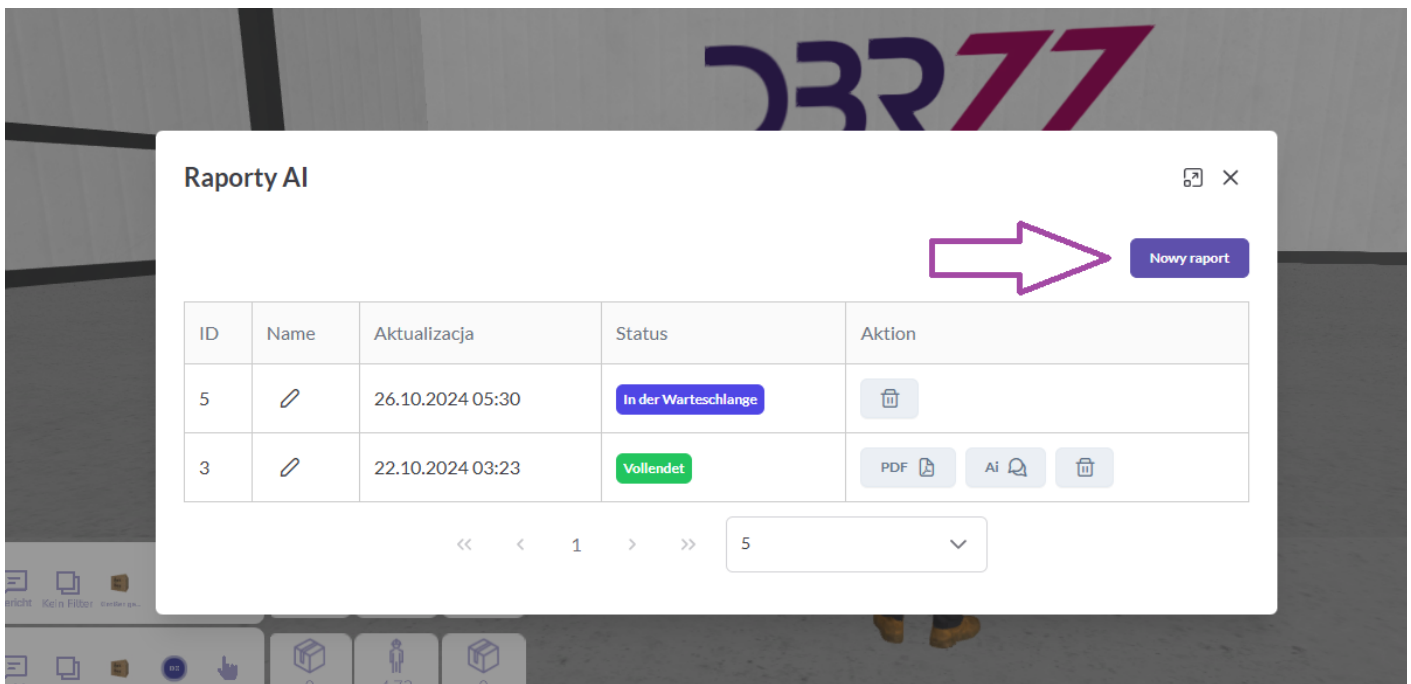 DBR77
Raporty AI
Nowy raport
ID Name Aktualizacja Status Aktion
5 26.10.2024 05:30 In der Warteschlange
3 22.10.2024 03:23 Vollendet PDF Ai
<< < 1 > >> 5
Kein Filter